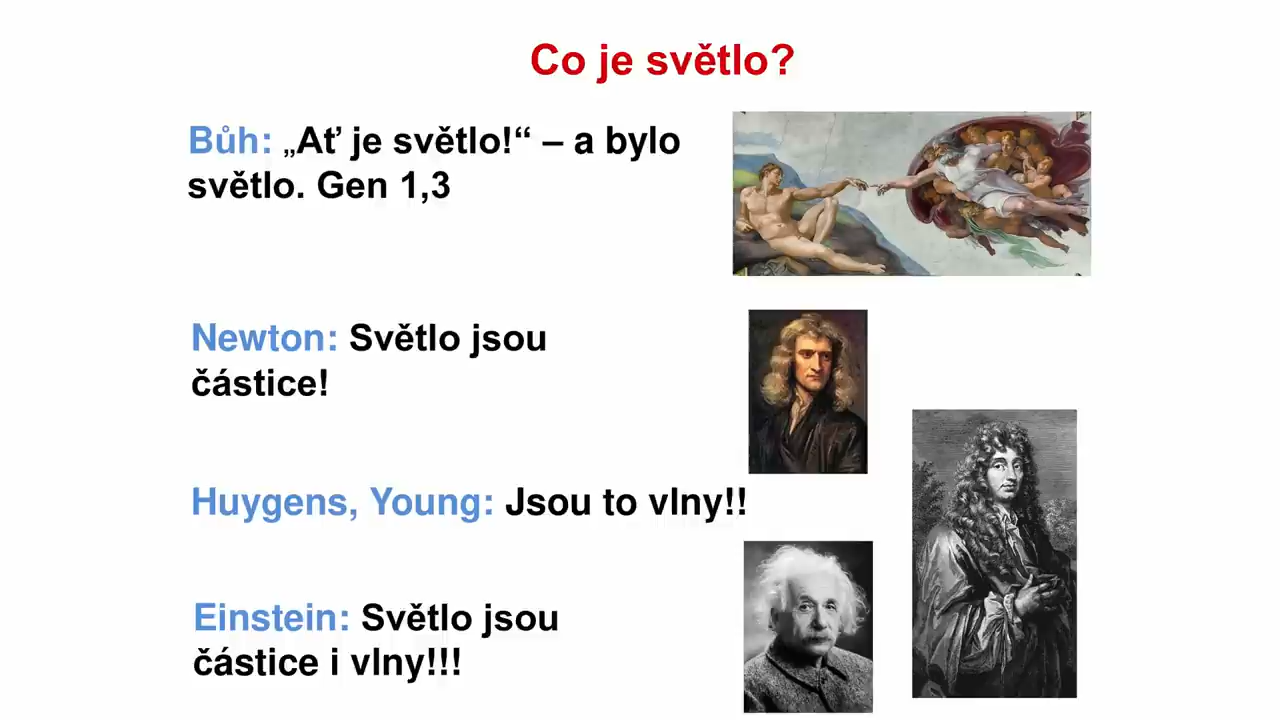 Co je světlo?
Bůh: „Ať je světlo!“ – a bylo
světlo. Gen 1,3
Newton: Světlo jsou
částice!
Huygens, Young: Jsou to vlny!!
Einstein: Světlo jsou
částice i vlny!!!